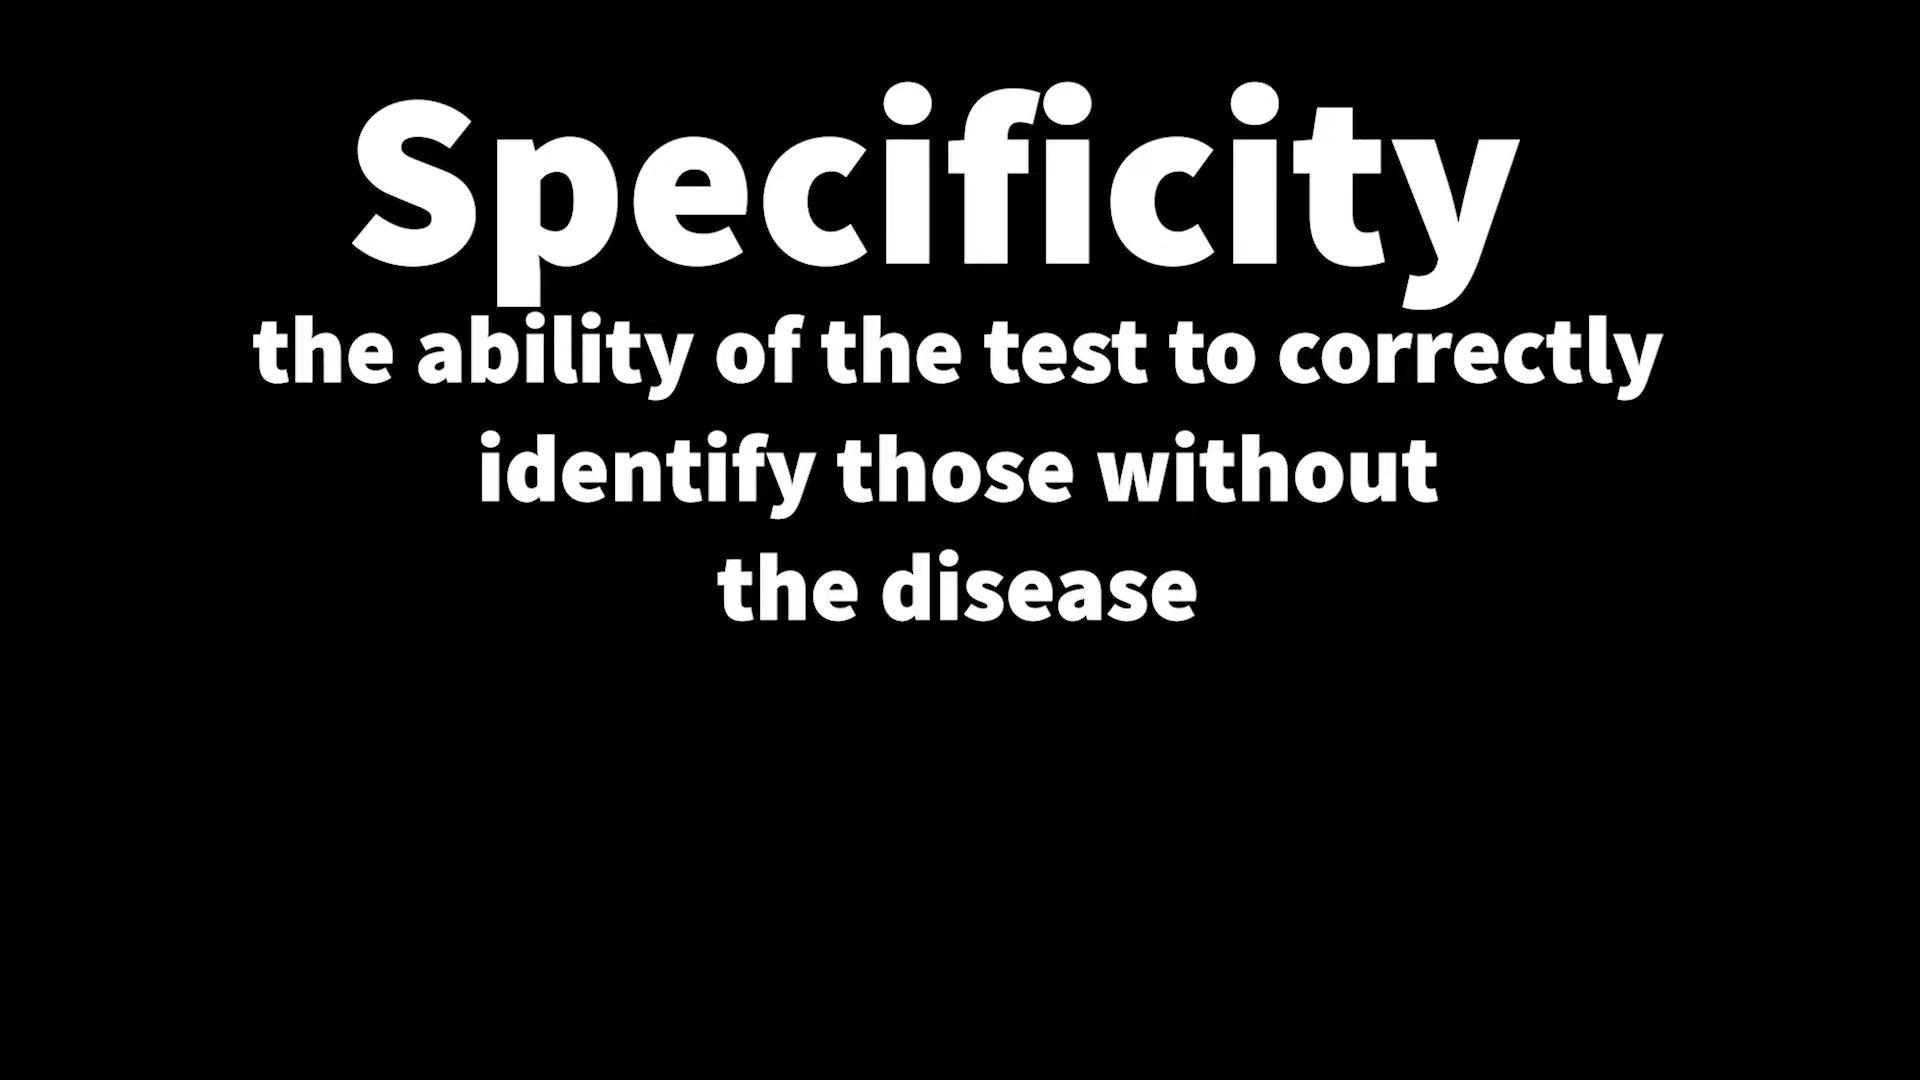 Specificity
the ability of the test to correctly
identify those without
the disease